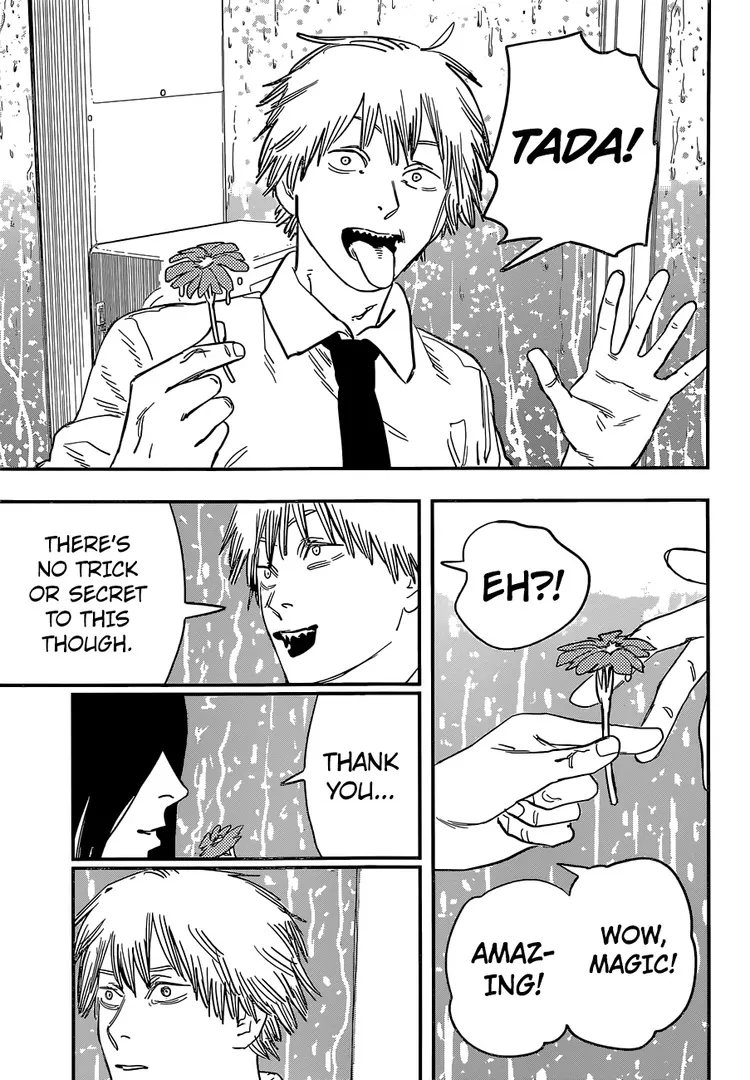 TADA!
EH?!
WOW,
MAGIC!
AMAZ-
ING!
THERE'S
NO TRICK
OR SECRET
TO THIS
THOUGH.
THANK
YOU...